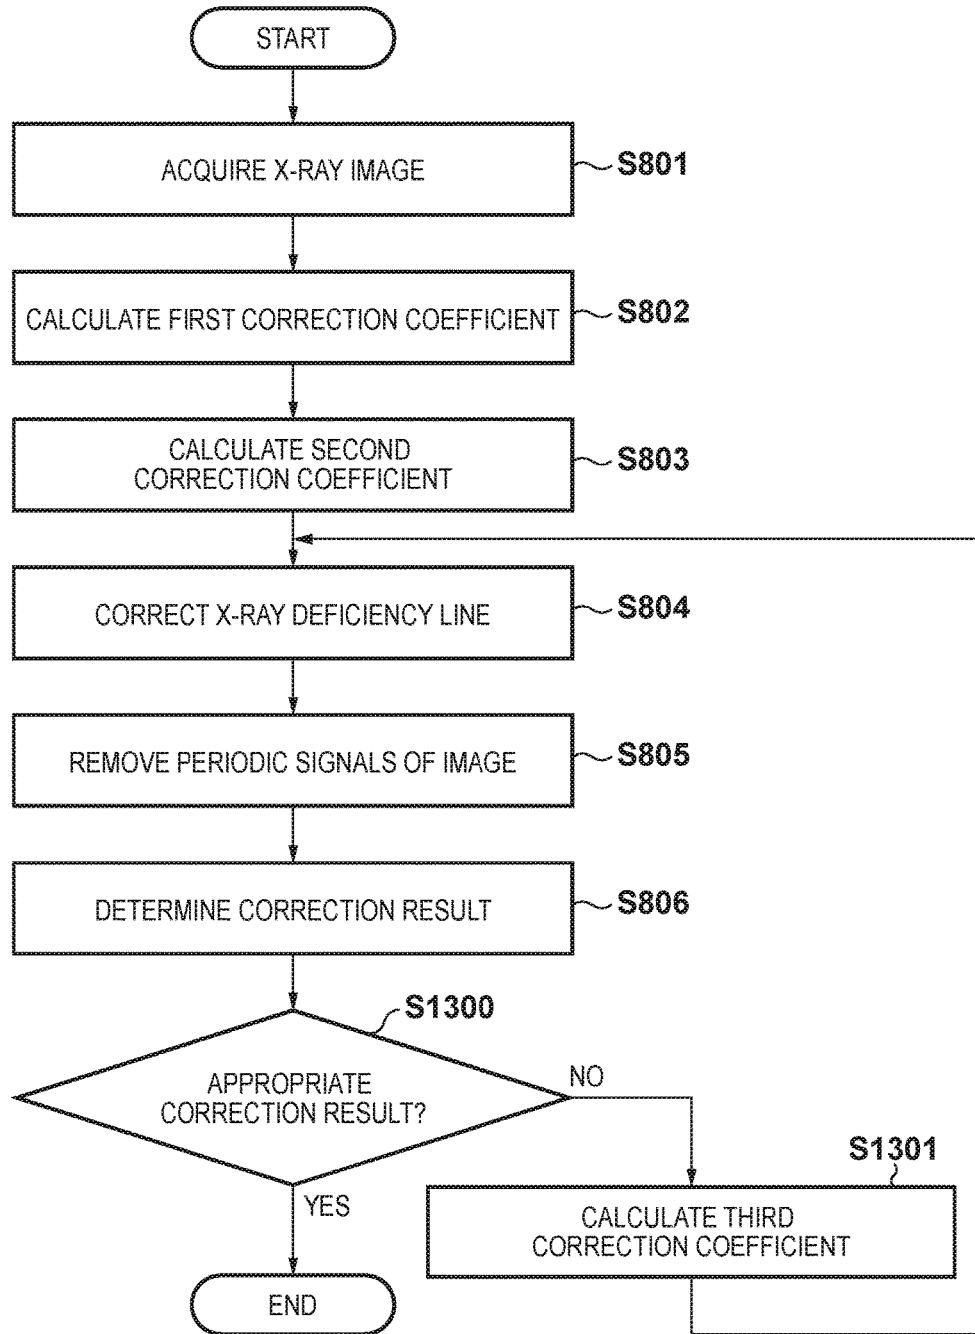 START
ACQUIRE X-RAY IMAGE
S801
CALCULATE FIRST CORRECTION COEFFICIENT
S802
CALCULATE SECOND
CORRECTION COEFFICIENT
S803
CORRECT X-RAY DEFICIENCY LINE
S804
REMOVE PERIODIC SIGNALS OF IMAGE
S805
DETERMINE CORRECTION RESULT
S806
S1300
APPROPRIATE
CORRECTION RESULT?
NO
YES
S1301
CALCULATE THIRD
CORRECTION COEFFICIENT
END